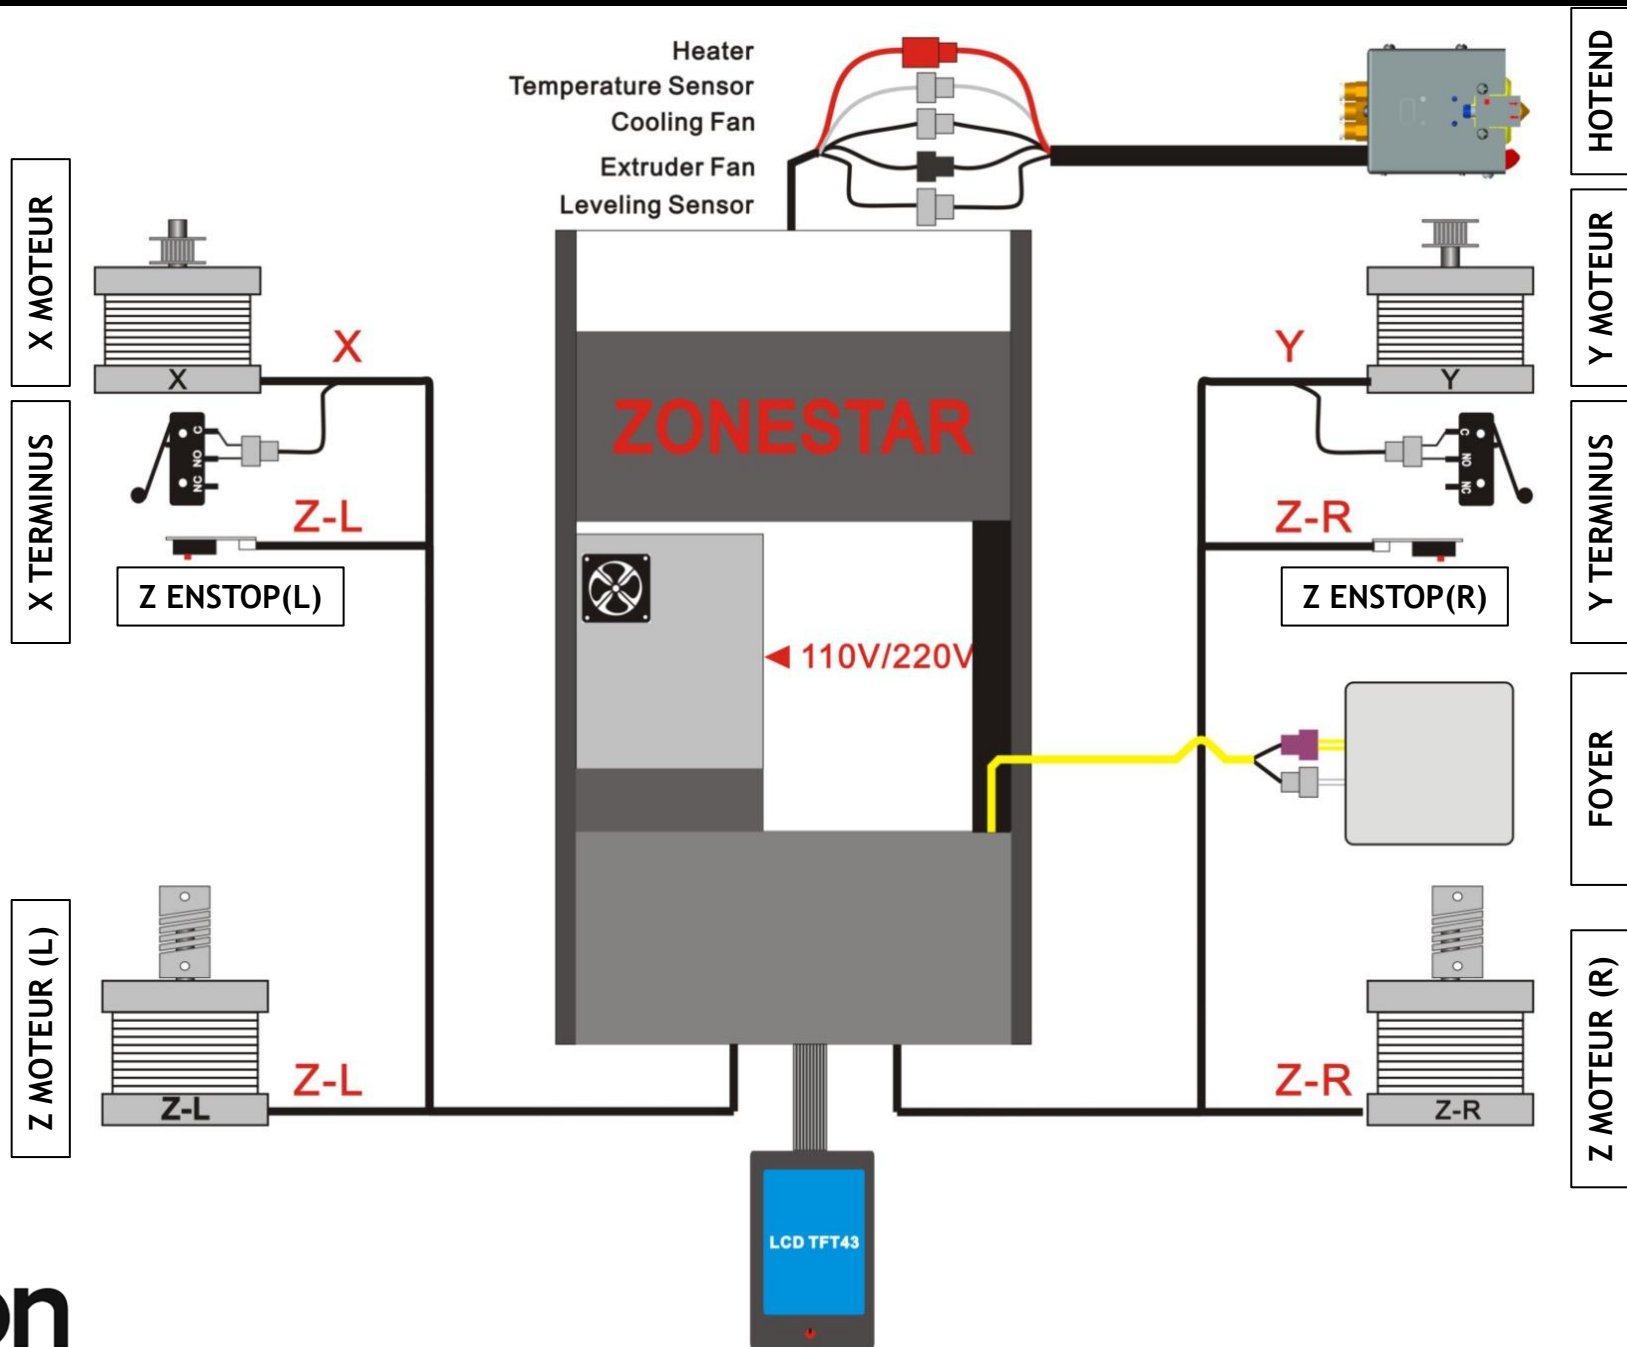 Heater
Temperature Sensor
Cooling Fan
Extruder Fan
Leveling Sensor
HOTEND
X MOTEUR
X
X
Y
Y
Y MOTEUR
ZONESTAR
X TERMINUS
C
NO
NC
C
NO
NC
Y TERMINUS
Z-L
Z-R
Z ENSTOP(L)
Z ENSTOP(R)
110V/220V
FOYER
Z MOTEUR (L)
Z-L
Z-L
Z-R
Z-R
Z MOTEUR (R)
LCD TFT43
on